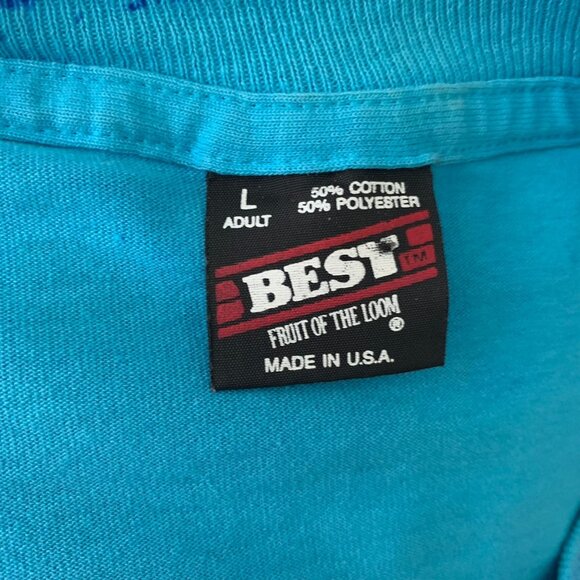 L 50% COTTON
ADULT 50% POLYESTER
BEST TM
FRUIT OF THE LOOM ®
MADE IN U.S.A.